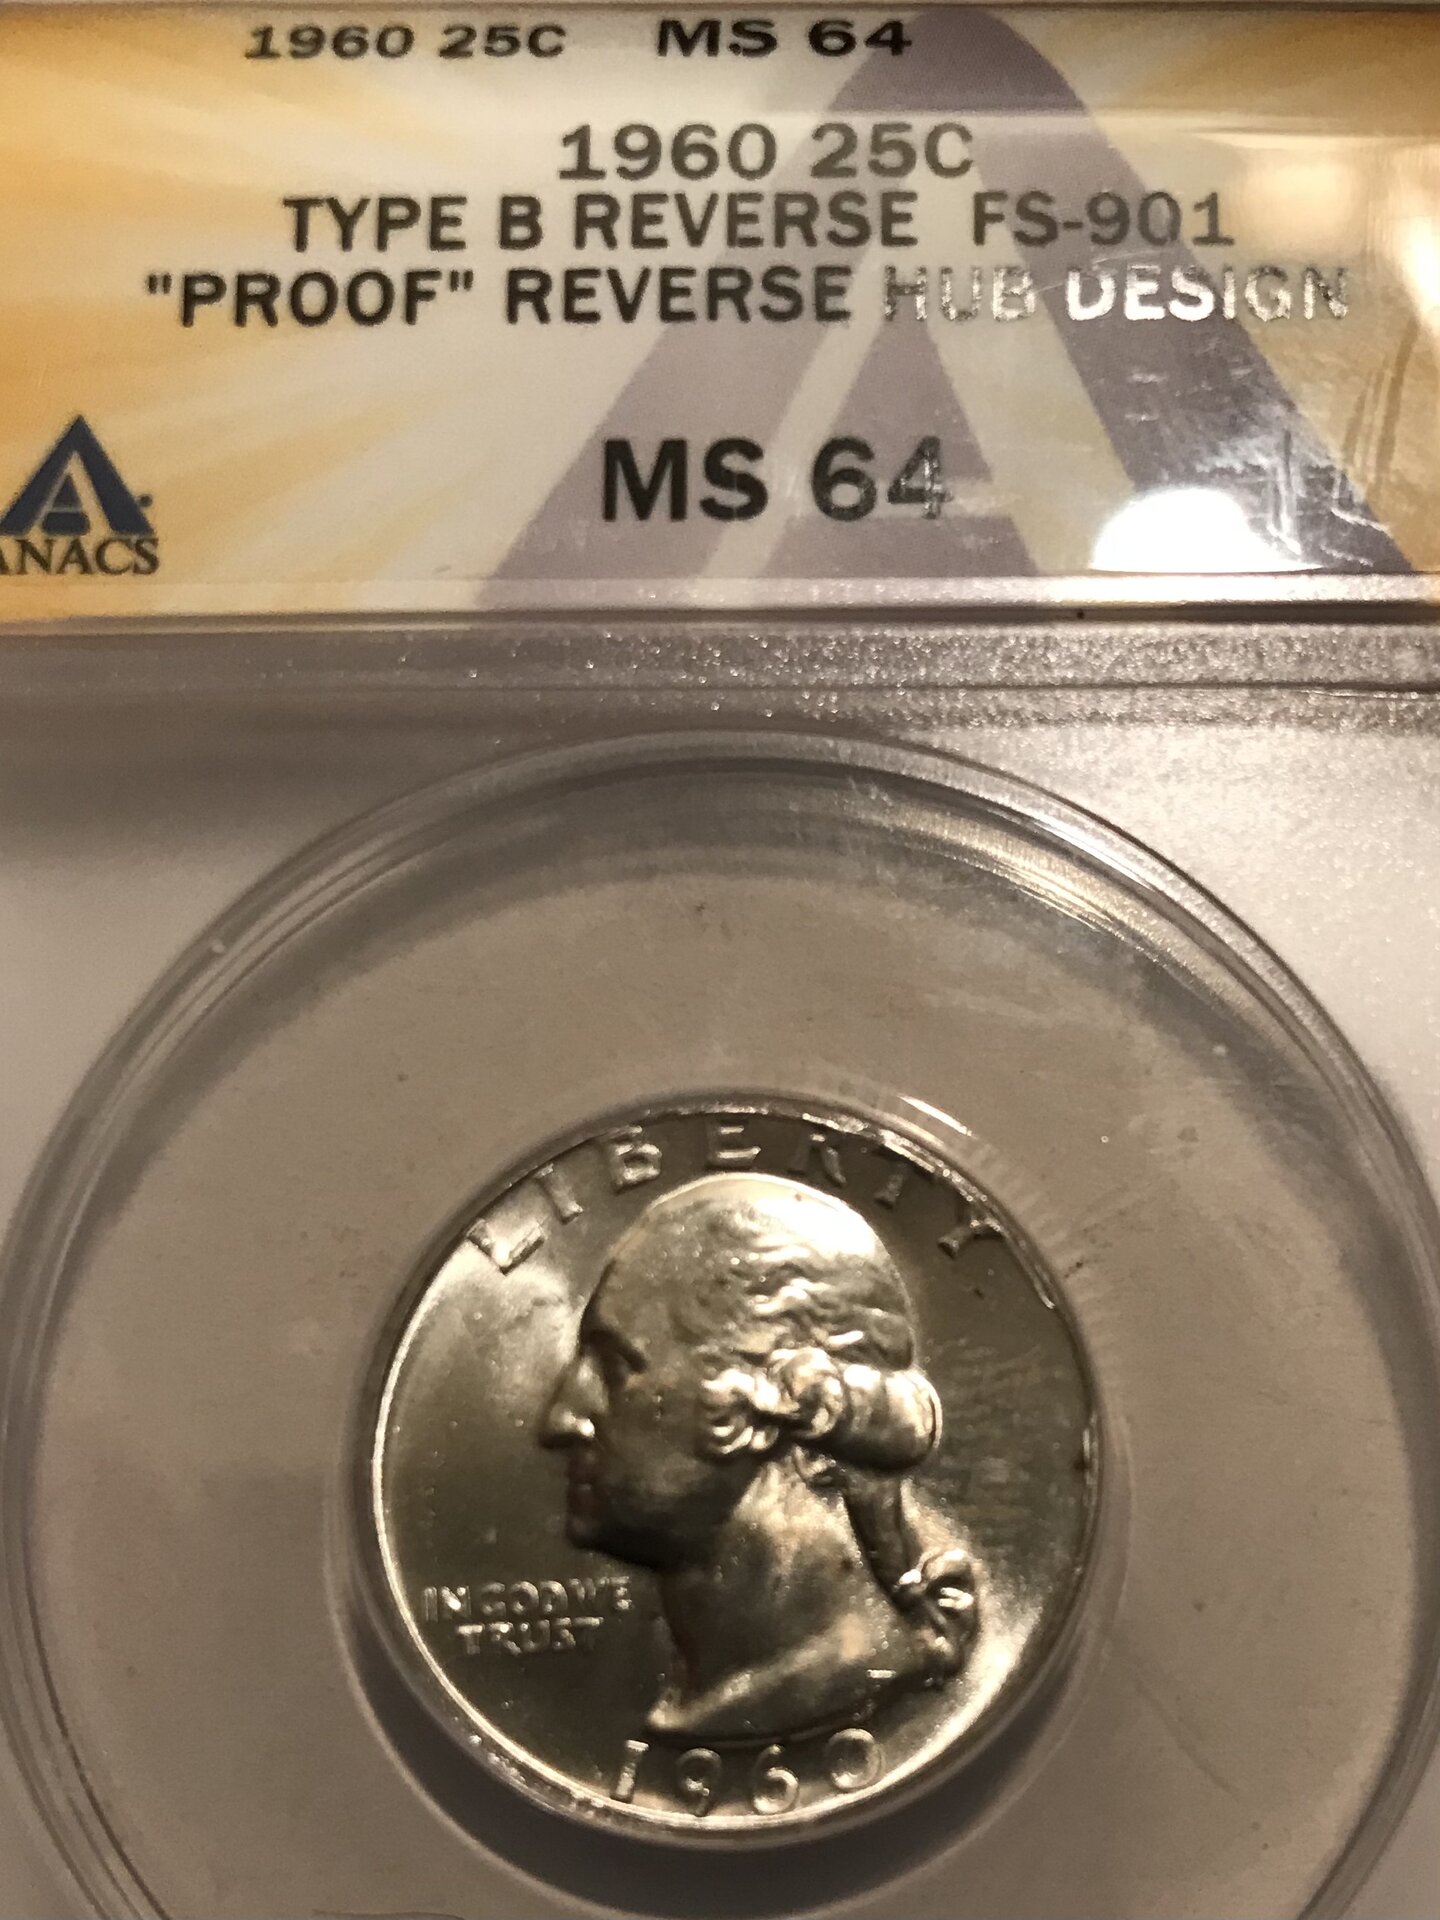 1960 25C MS 64
1960 25C
TYPE B REVERSE FS-901
"PROOF" REVERSE HUB DESIGN
MS 64
ANACS
LIBERTY
IN GOD WE
TRUST
1960